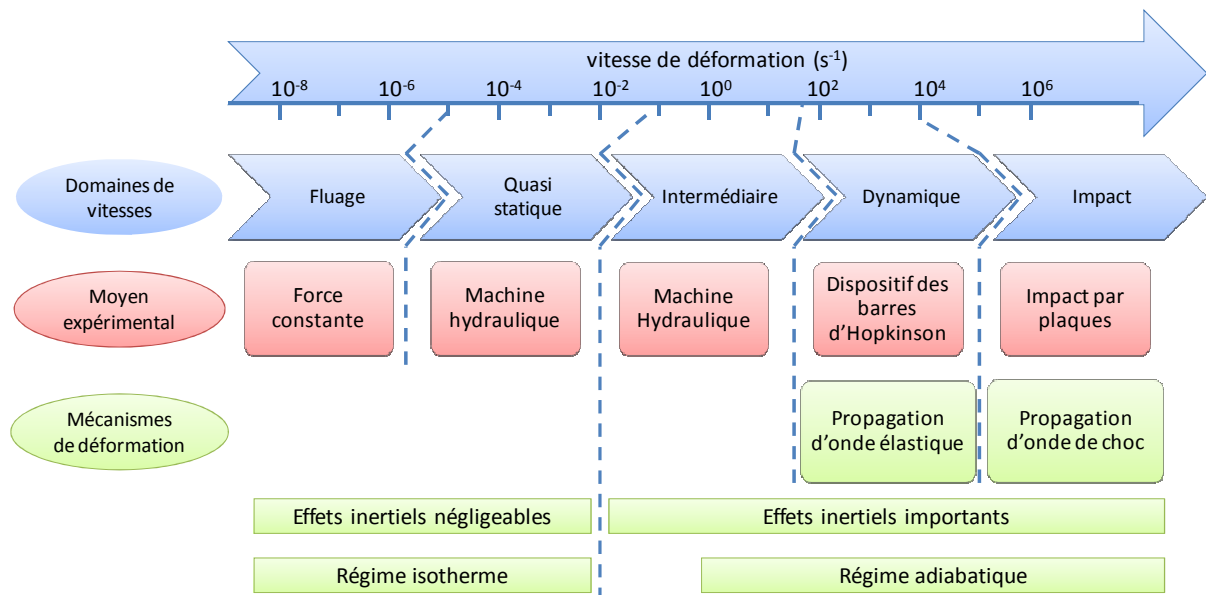 vitesse de déformation (s-1)
10-8
10-6
10-4
10-2
100
102
104
106
Domaines de
vitesses
Fluage
Quasi
statique
Intermédiaire
Dynamique
Impact
Moyen
expérimental
Force
constante
Machine
hydraulique
Machine
Hydraulique
Dispositif des
barres
d’Hopkinson
Impact par
plaques
Mécanismes
de déformation
Propagation
d’onde élastique
Propagation
d’onde de choc
Effets inertiels négligeables
Effets inertiels importants
Régime isotherme
Régime adiabatique